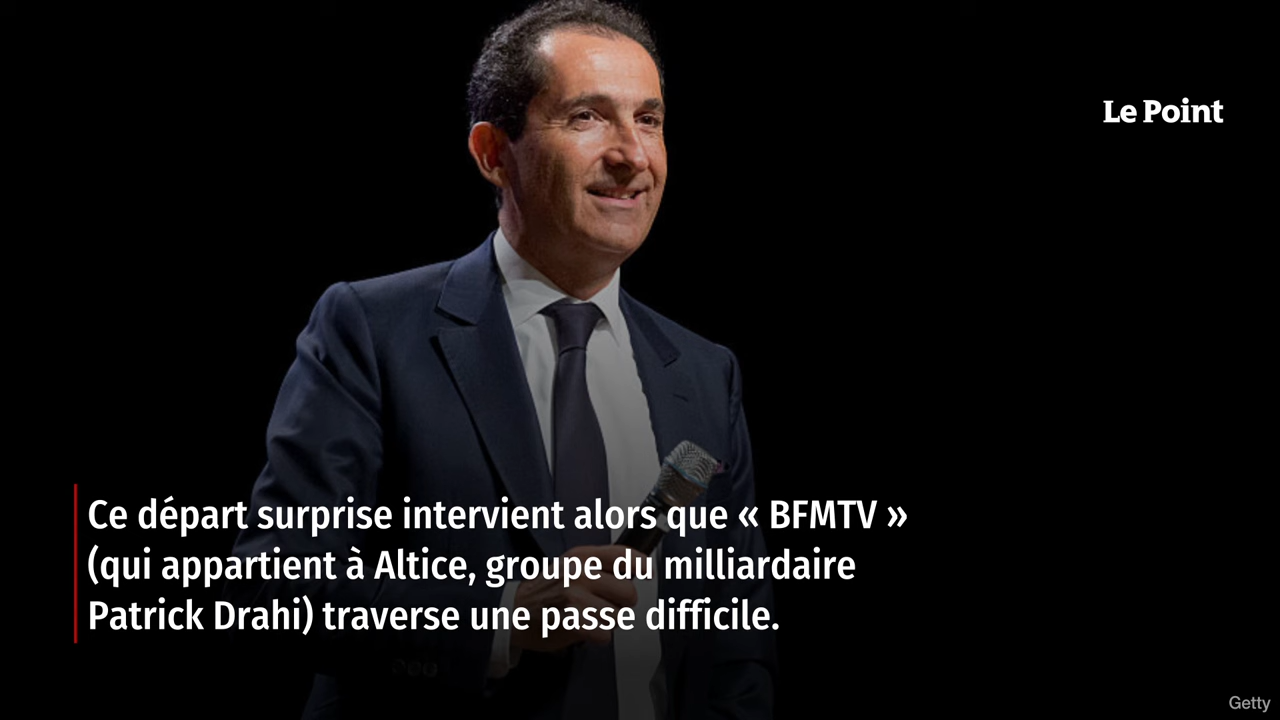 Le Point
Ce départ surprise intervient alors que « BFMTV »
(qui appartient à Altice, groupe du milliardaire
Patrick Drahi) traverse une passe difficile.
Getty